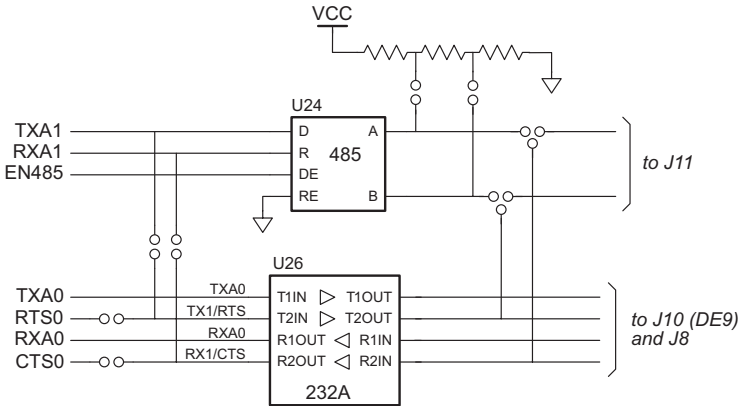 VCC
U24
TXA1
D
A
RXA1
R
485
EN485
DE
RE
B
to J11
U26
TXA0
TXA0
T1IN
T1OUT
RTS0
TX1/RTS
T2IN
T2OUT
RXA0
RXA0
R1OUT
R1IN
CTS0
RX1/CTS
R2OUT
R2IN
232A
to J10 (DE9)
and J8